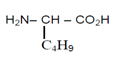 H₂N – CH – CO₂H
C₄H₉